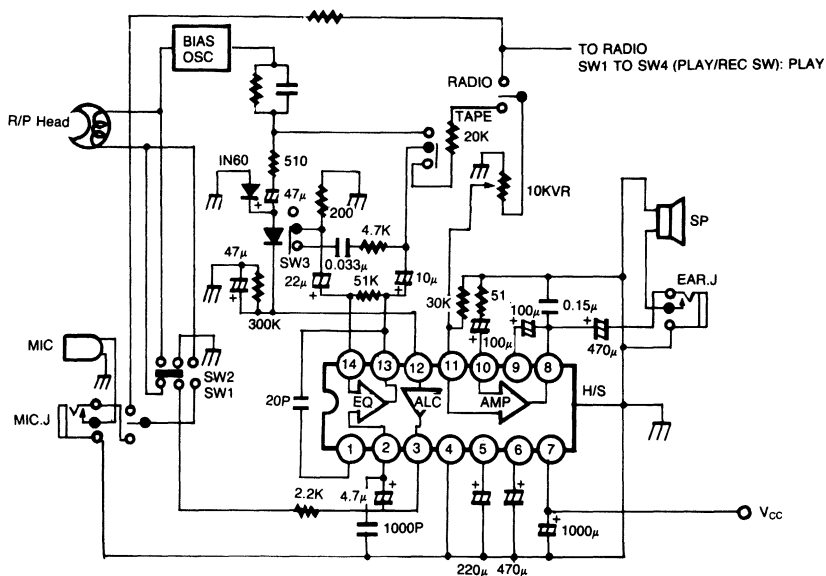 BIAS
OSC
TO RADIO
SW1 TO SW4 (PLAY/REC SW): PLAY
RADIO
R/P Head
TAPE
20K
IN60
510
47μ
+
10KVR
200
SP
4.7K
SW3
0.033μ
47μ
+
22μ
+
51K
10μ
+
EAR.J
300K
30K
51
+
100μ
100μ
+
0.15μ
+
470μ
MIC
SW2
SW1
14
13
12
11
10
9
8
20P
EQ
ALC
AMP
H/S
MIC.J
1
2
3
4
5
6
7
2.2K
4.7μ
+
1000P
+
220μ
+
470μ
+
1000μ
Vcc